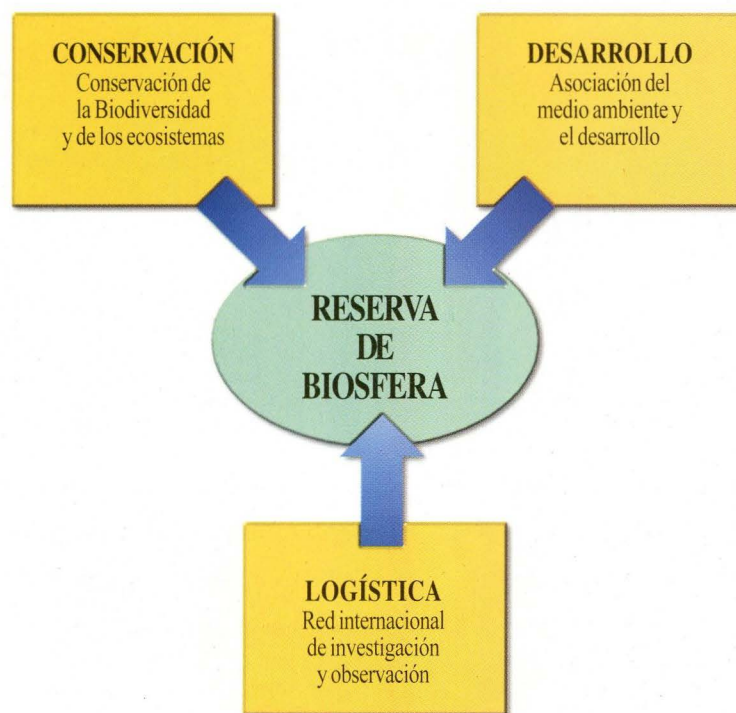 CONSERVACIÓN
Conservación de
la Biodiversidad
y de los ecosistemas
DESARROLLO
Asociación del
medio ambiente y
el desarrollo
RESERVA
DE
BIOSFERA
LOGÍSTICA
Red internacional
de investigación
y observación